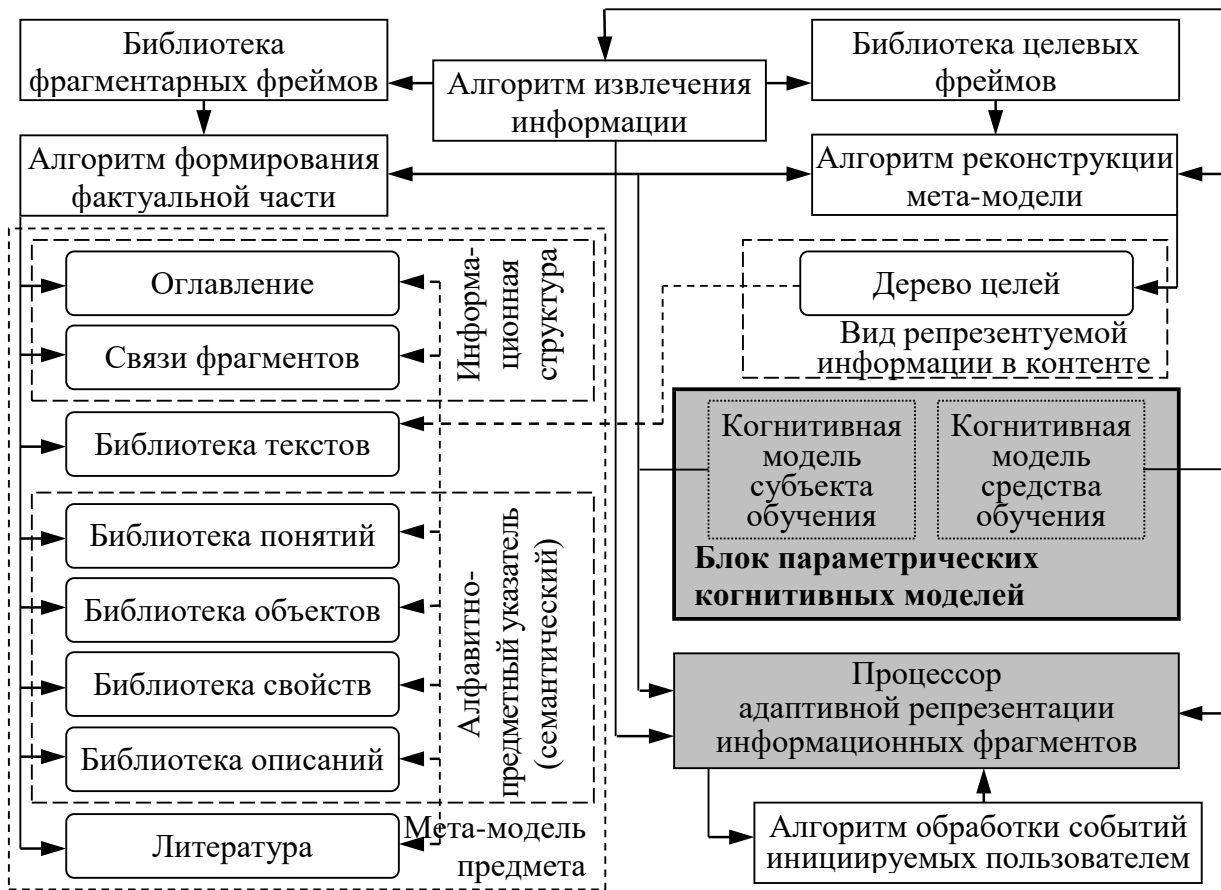 Библиотека
фрагментарных фреймов
Алгоритм извлечения
информации
Библиотека целевых
фреймов
Алгоритм формирования
фактуальной части
Алгоритм реконструкции
мета-модели
Оглавление
Связи фрагментов
Информа-
ционная
структура
Библиотека текстов
Дерево целей
Вид репрезентуемой
информации в контенте
Когнитивная
модель
субъекта
обучения
Когнитивная
модель
средства
обучения
Блок параметрических
когнитивных моделей
Библиотека понятий
Библиотека объектов
Библиотека свойств
Библиотека описаний
Алфавитно-
предметный указатель
(семантический)
Литература
Мета-модель
предмета
Процессор
адаптивной репрезентации
информационных фрагментов
Алгоритм обработки событий
инициируемых пользователем